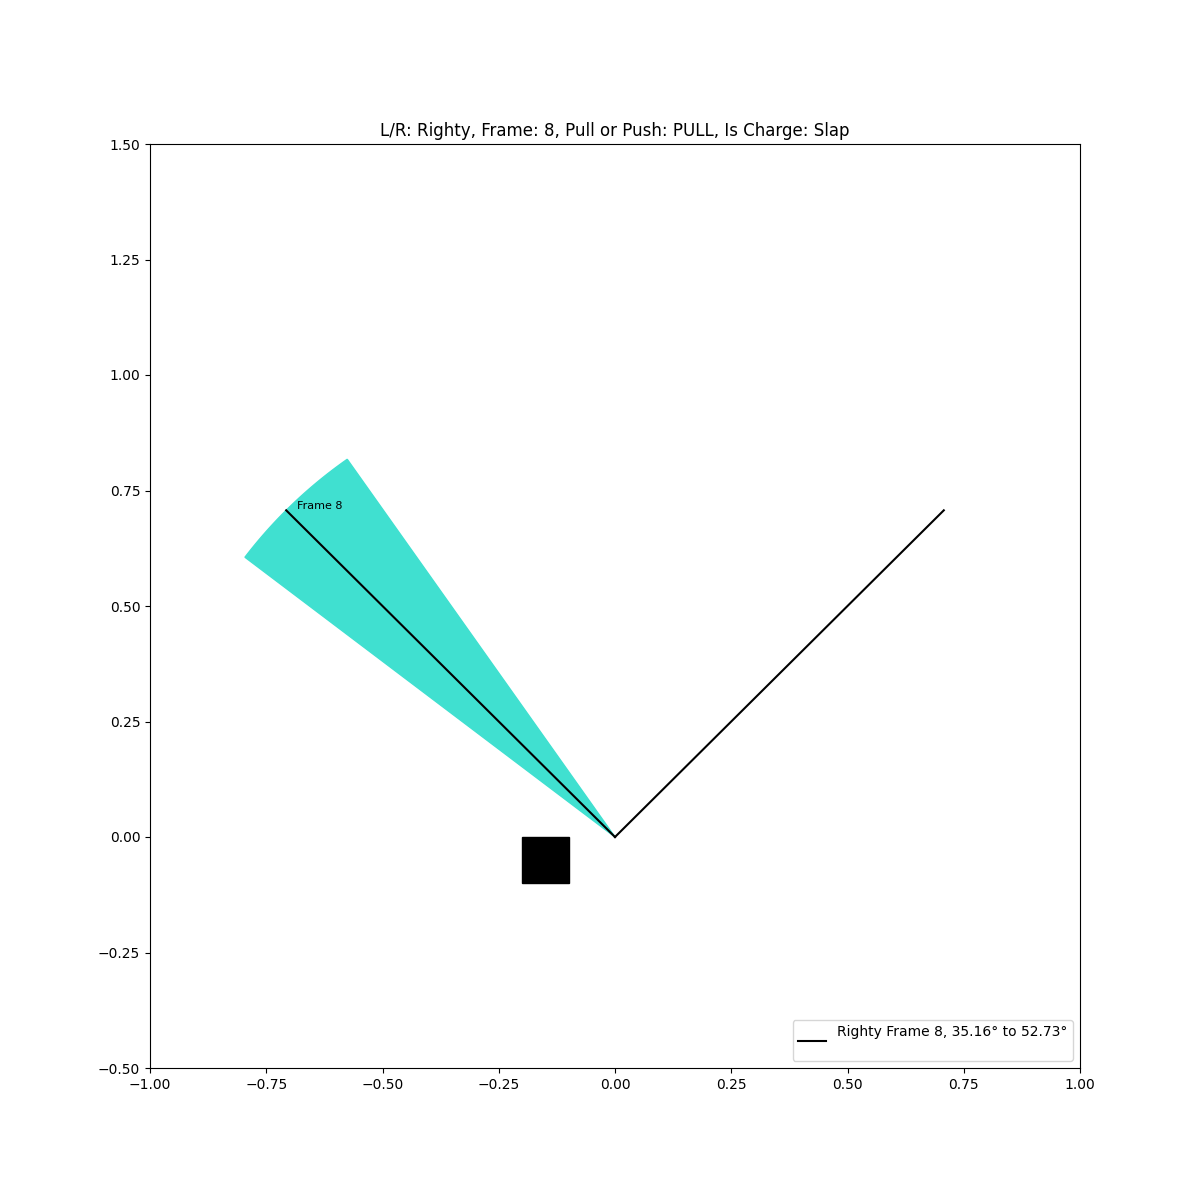 L/R: Righty, Frame: 8, Pull or Push: PULL, Is Charge: Slap
1.50
1.25
1.00
0.75
0.50
0.25
0.00
−0.25
−0.50
Frame 8
Righty Frame 8, 35.16° to 52.73°
−1.00 −0.75 −0.50 −0.25 0.00 0.25 0.50 0.75 1.00